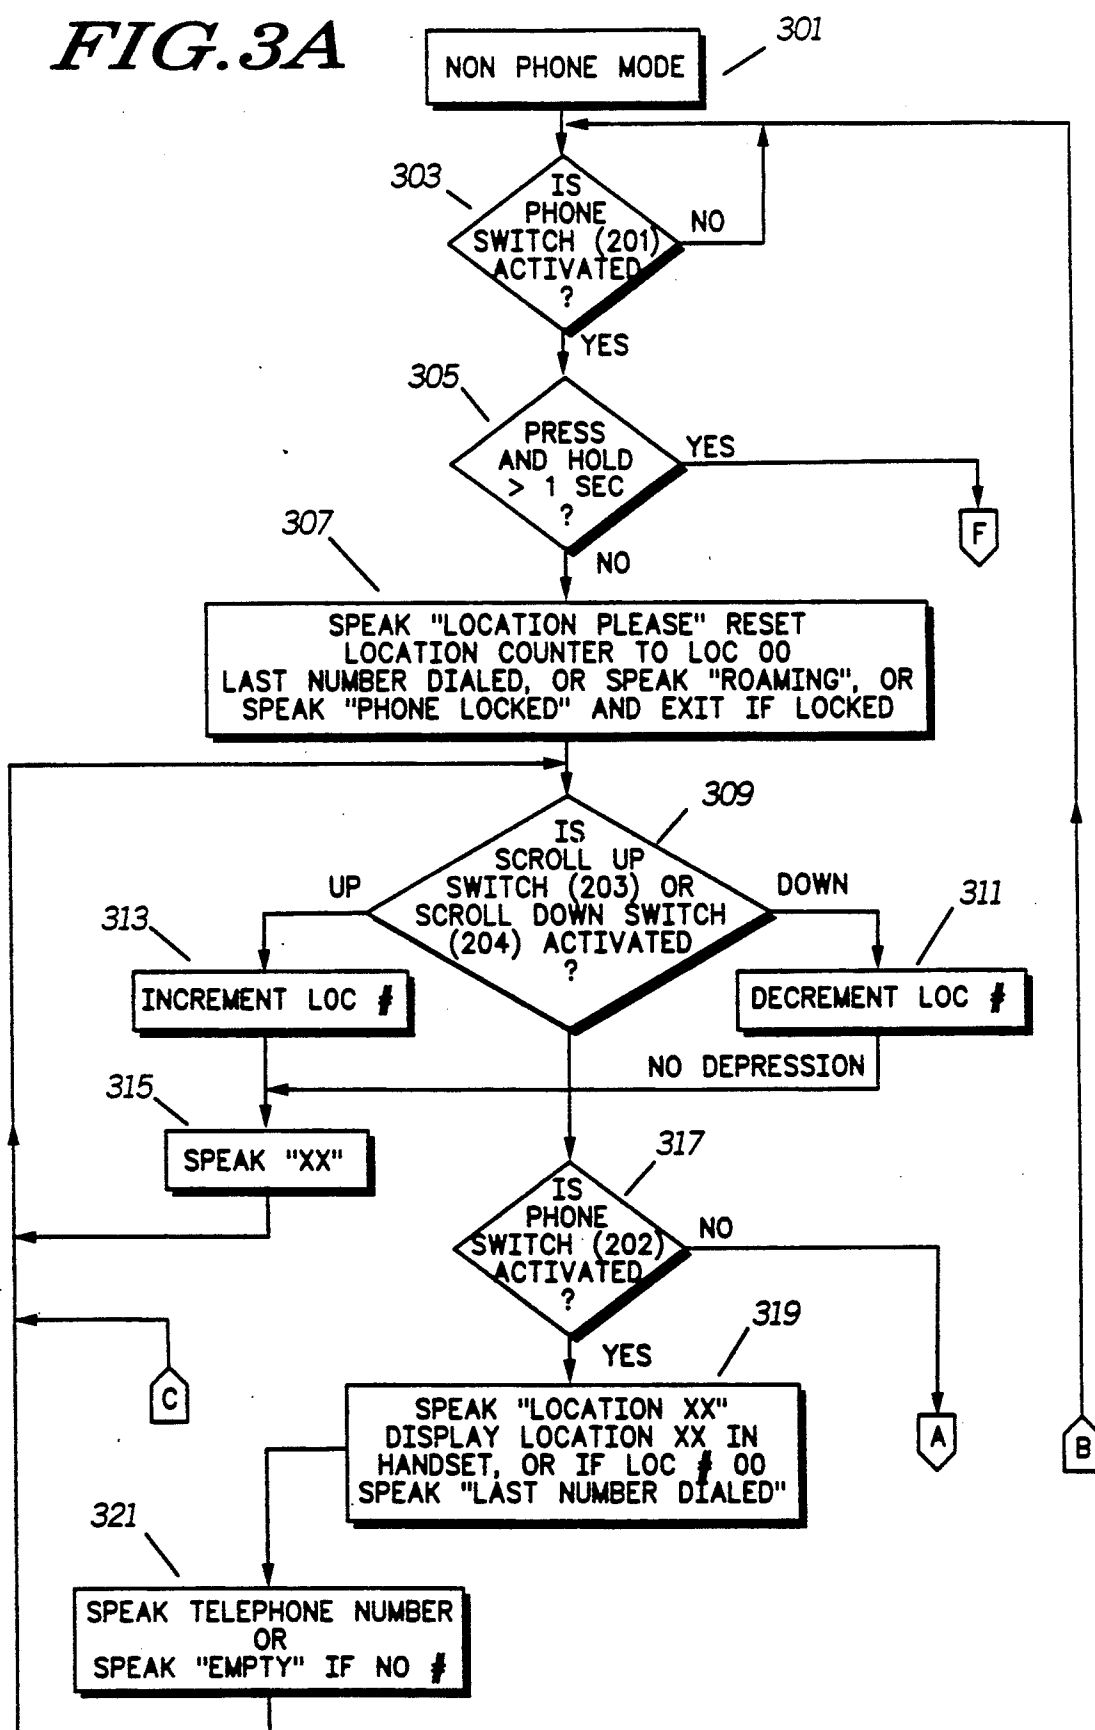 FIG.3A
NON PHONE MODE
301
303
IS
PHONE
SWITCH (201)
ACTIVATED
?
NO
YES
305
PRESS
AND HOLD
> 1 SEC
?
YES
F
NO
307
SPEAK "LOCATION PLEASE" RESET
LOCATION COUNTER TO LOC 00
LAST NUMBER DIALED, OR SPEAK "ROAMING", OR
SPEAK "PHONE LOCKED" AND EXIT IF LOCKED
309
IS
SCROLL UP
SWITCH (203) OR
SCROLL DOWN SWITCH
(204) ACTIVATED
?
UP
DOWN
313
311
INCREMENT LOC #
DECREMENT LOC #
NO DEPRESSION
315
SPEAK "XX"
317
IS
PHONE
SWITCH (202)
ACTIVATED
?
NO
YES
319
C
SPEAK "LOCATION XX"
DISPLAY LOCATION XX IN
HANDSET, OR IF LOC # 00
SPEAK "LAST NUMBER DIALED"
A
B
321
SPEAK TELEPHONE NUMBER
OR
SPEAK "EMPTY" IF NO #